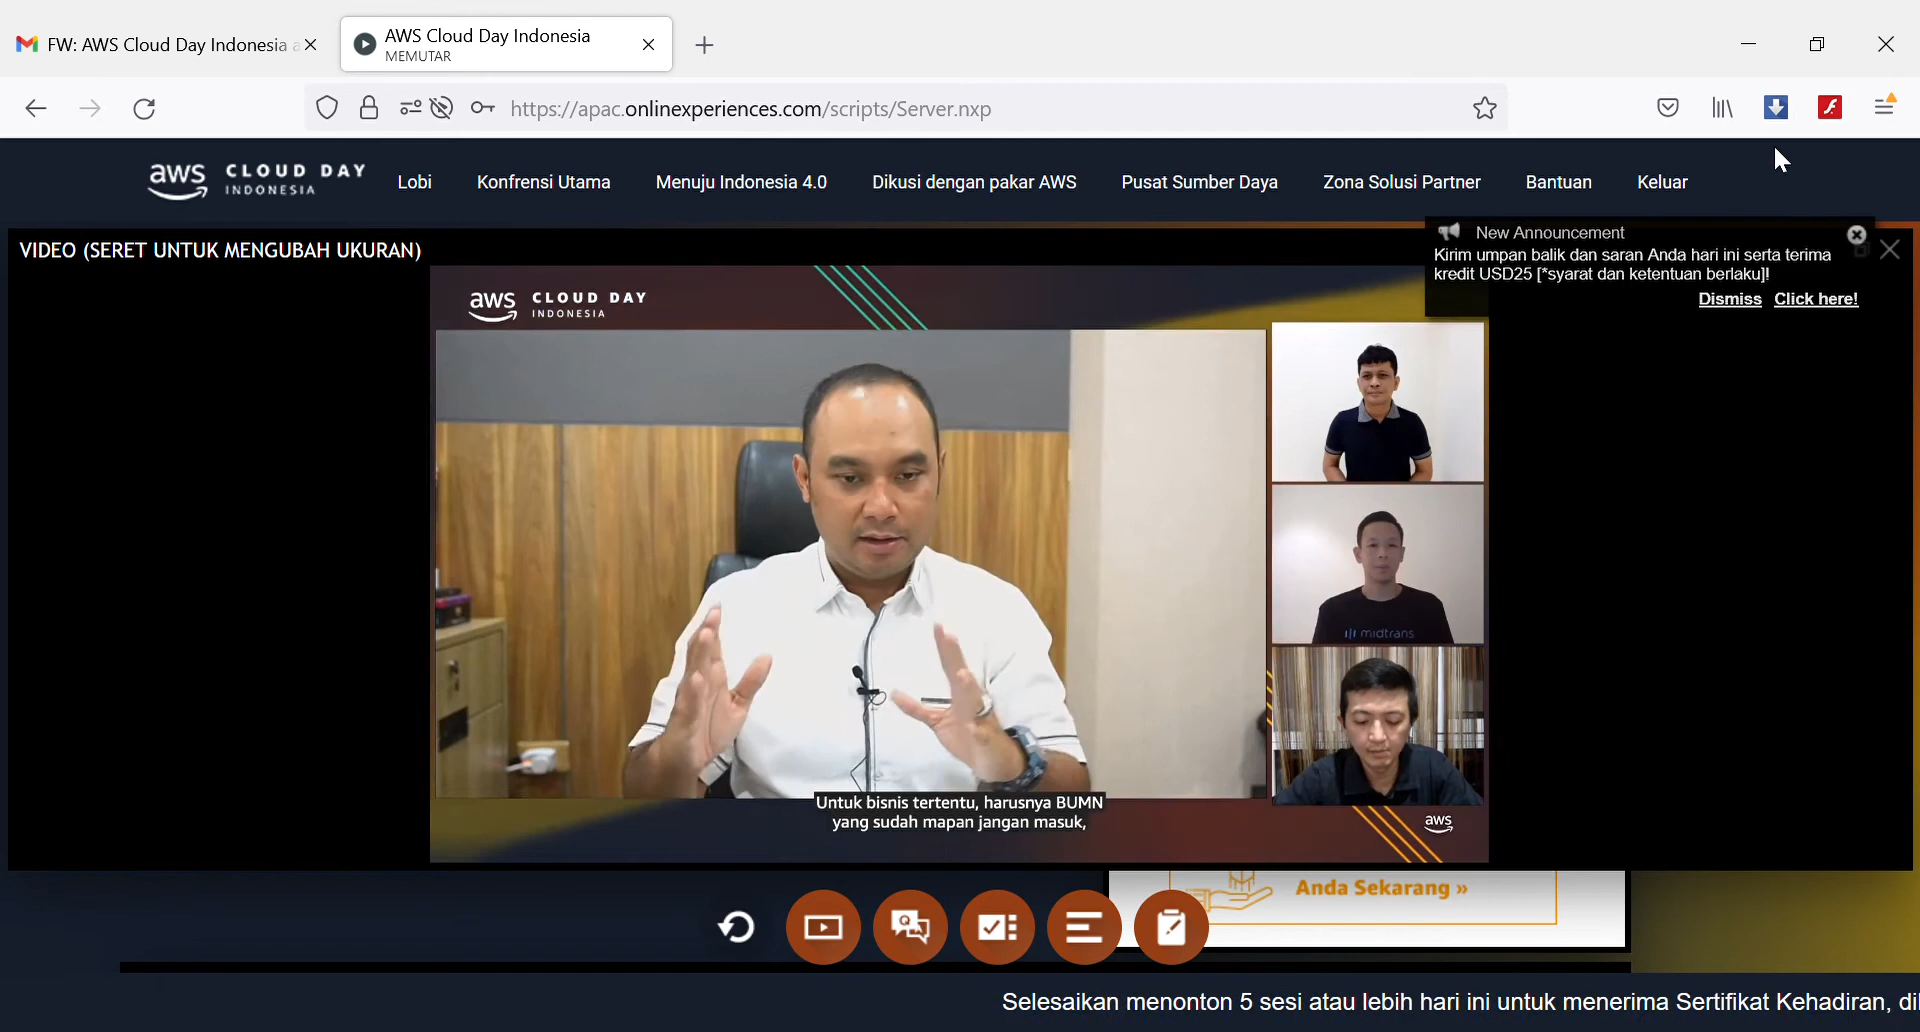 FW: AWS Cloud Day Indonesia a
AWS Cloud Day Indonesia
MEMUTAR
https://apac.onlinexperiences.com/scripts/Server.nxp
aws CLOUD DAY
INDONESIA
Lobi Konfrensi Utama Menuju Indonesia 4.0 Dikusi dengan pakar AWS Pusat Sumber Daya Zona Solusi Partner Bantuan Keluar
VIDEO (SERET UNTUK MENGUBAH UKURAN)
New Announcement
Kirim umpan balik dan saran Anda hari ini serta terima
kredit USD25 [*syarat dan ketentuan berlaku]!
Dismiss Click here!
aws CLOUD DAY
INDONESIA
midtrans
Untuk bisnis tertentu, harusnya BUMN
yang sudah mapan jangan masuk,
aws
Anda Sekarang »
Q
A
Selesaikan menonton 5 sesi atau lebih hari ini untuk menerima Sertifikat Kehadiran, di